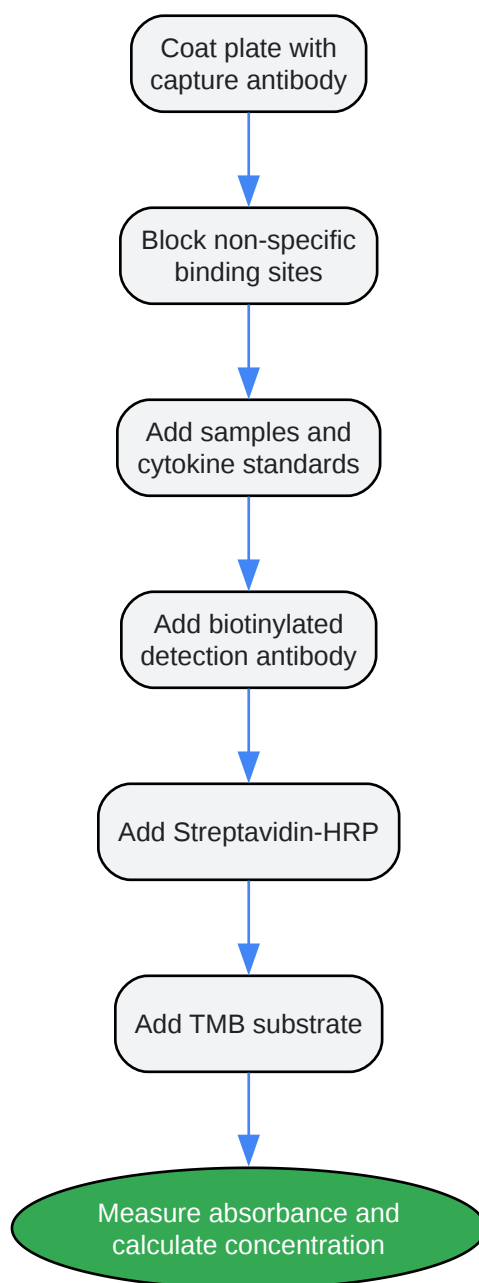 Coat plate with
capture antibody
Block non-specific
binding sites
Add samples and
cytokine standards
Add biotinylated
detection antibody
Add Streptavidin-HRP
Add TMB substrate
Measure absorbance and
calculate concentration